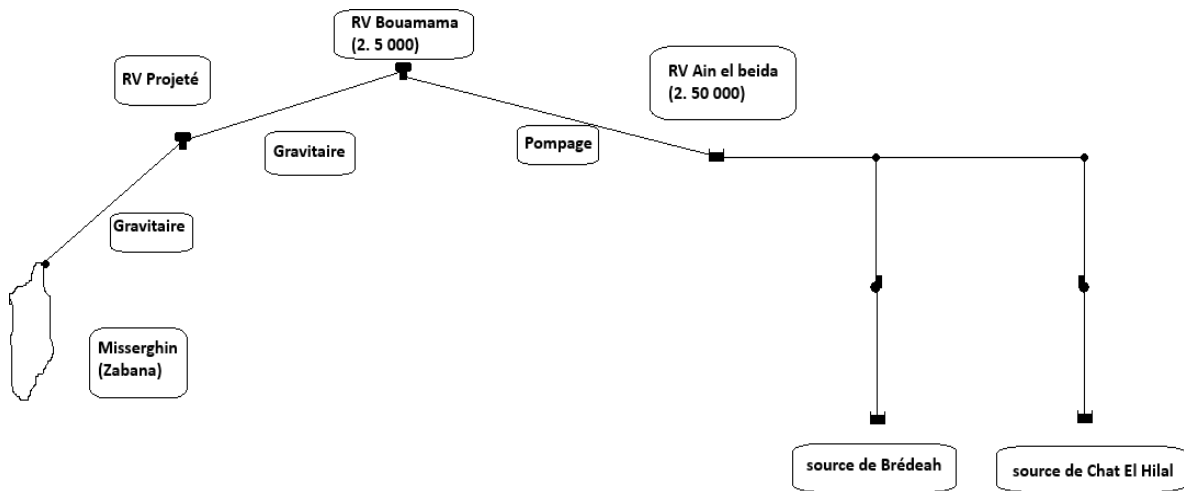 RV Bouamama
(2. 5 000)
RV Projeté
RV Ain el beida
(2. 50 000)
Gravitaire
Pompage
Gravitaire
Misserghin
(Zabana)
source de Brédeah
source de Chat El Hilal